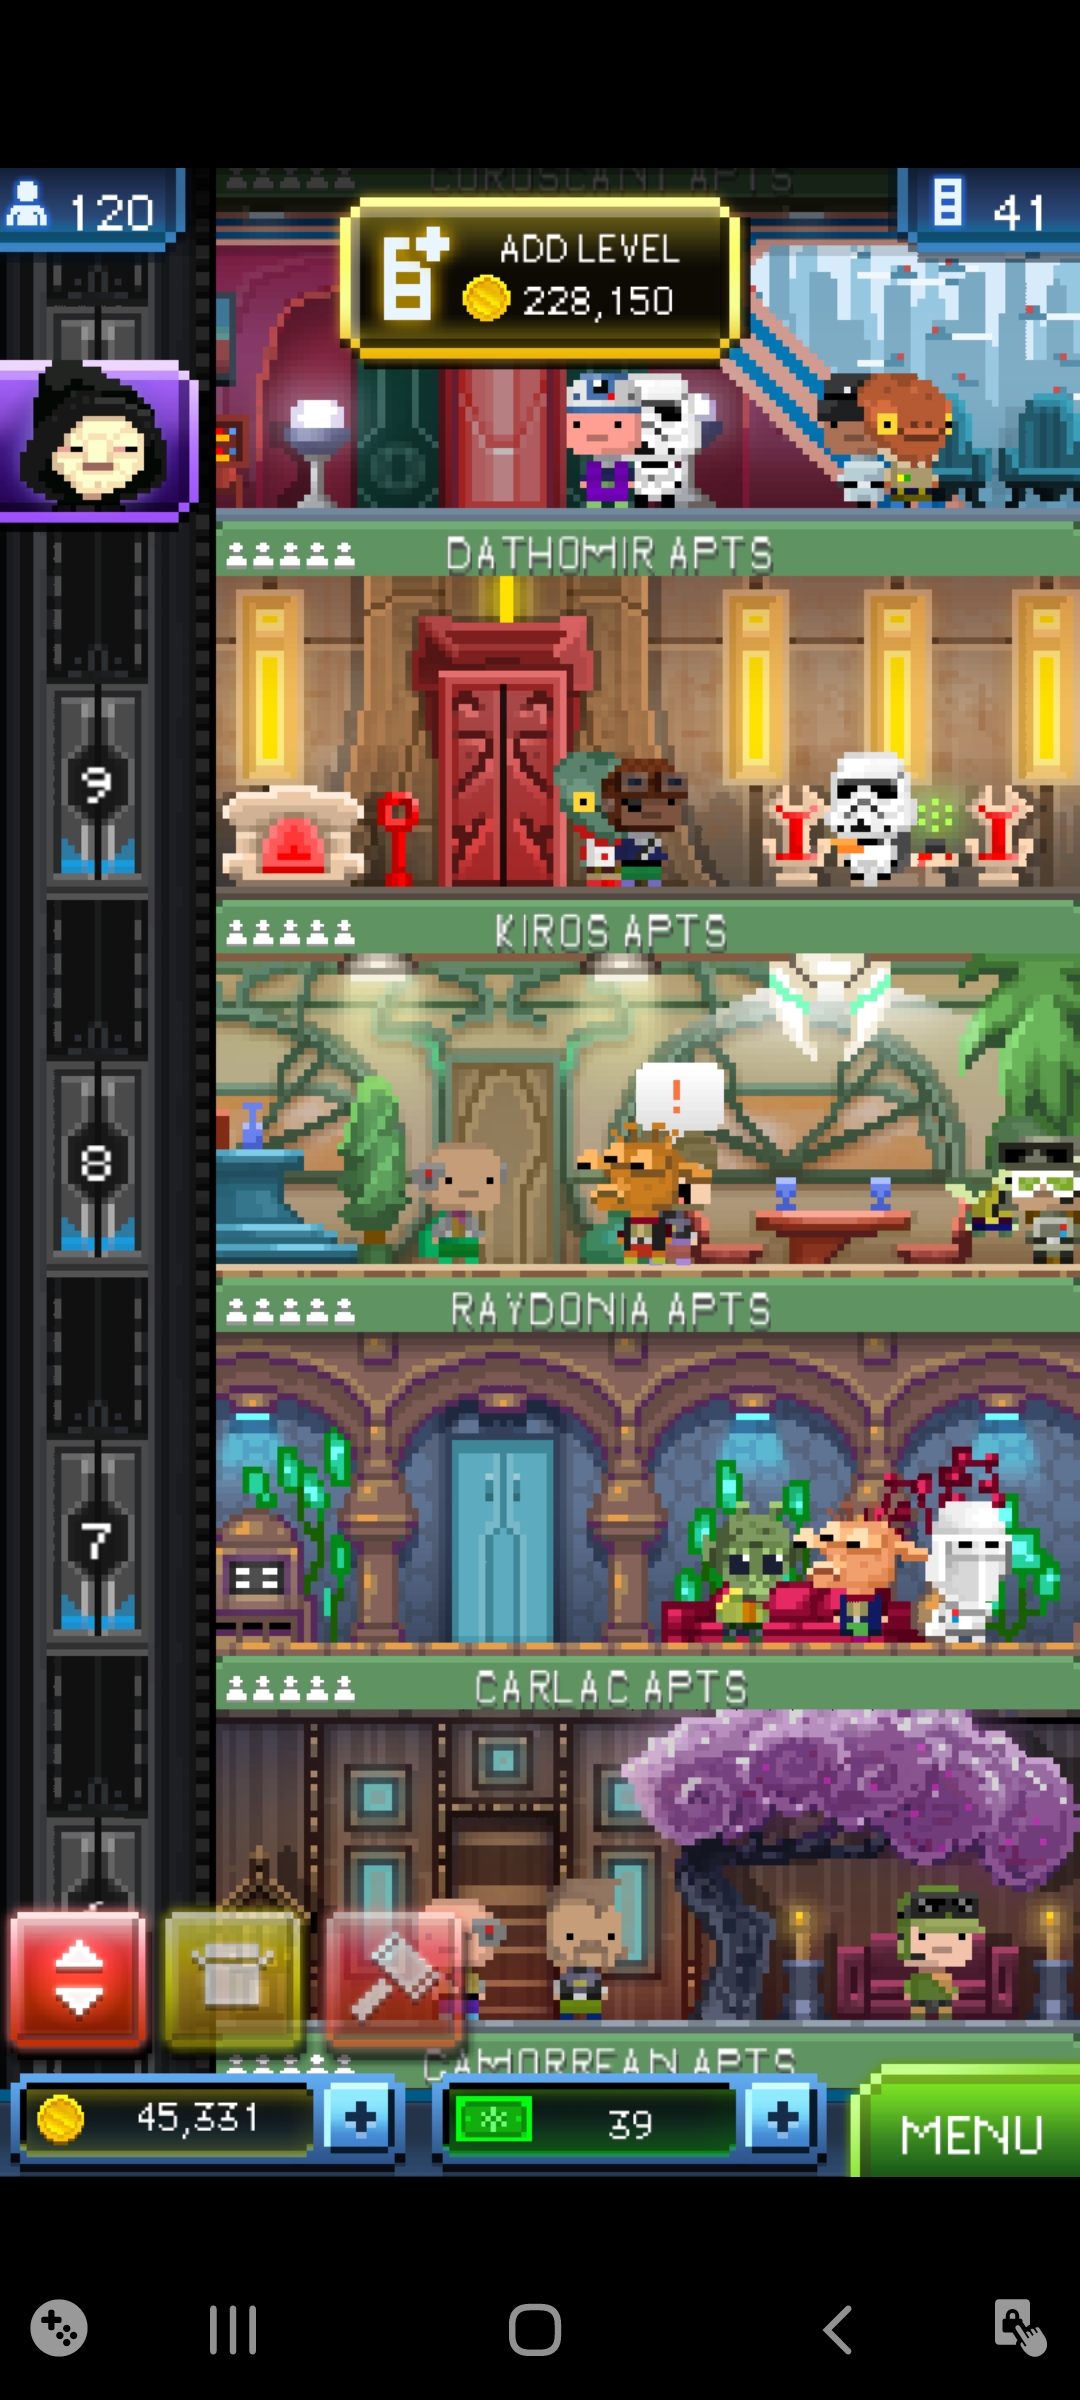 CORUSCANT APTS
120
ADD LEVEL
228,150
41
DATHOMIR APTS
9
KIROS APTS
!
8
RAYDONIA APTS
7
CARLAC APTS
CAMORREAN APTS
45,331
+
39
+
MENU